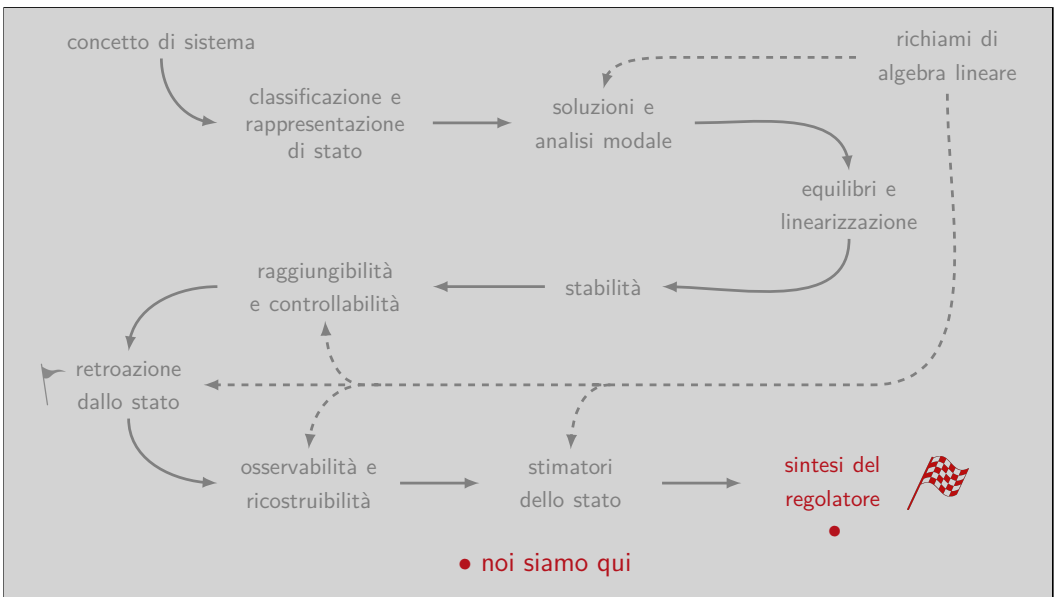 concetto di sistema
richiami di
algebra lineare
classificazione e
rappresentazione
di stato
soluzioni e
analisi modale
equilibri e
linearizzazione
stabilità
raggiungibilità
e controllabilità
retroazione
dallo stato
osservabilità e
ricostruibilità
stimatori
dello stato
sintesi del
regolatore
• noi siamo qui